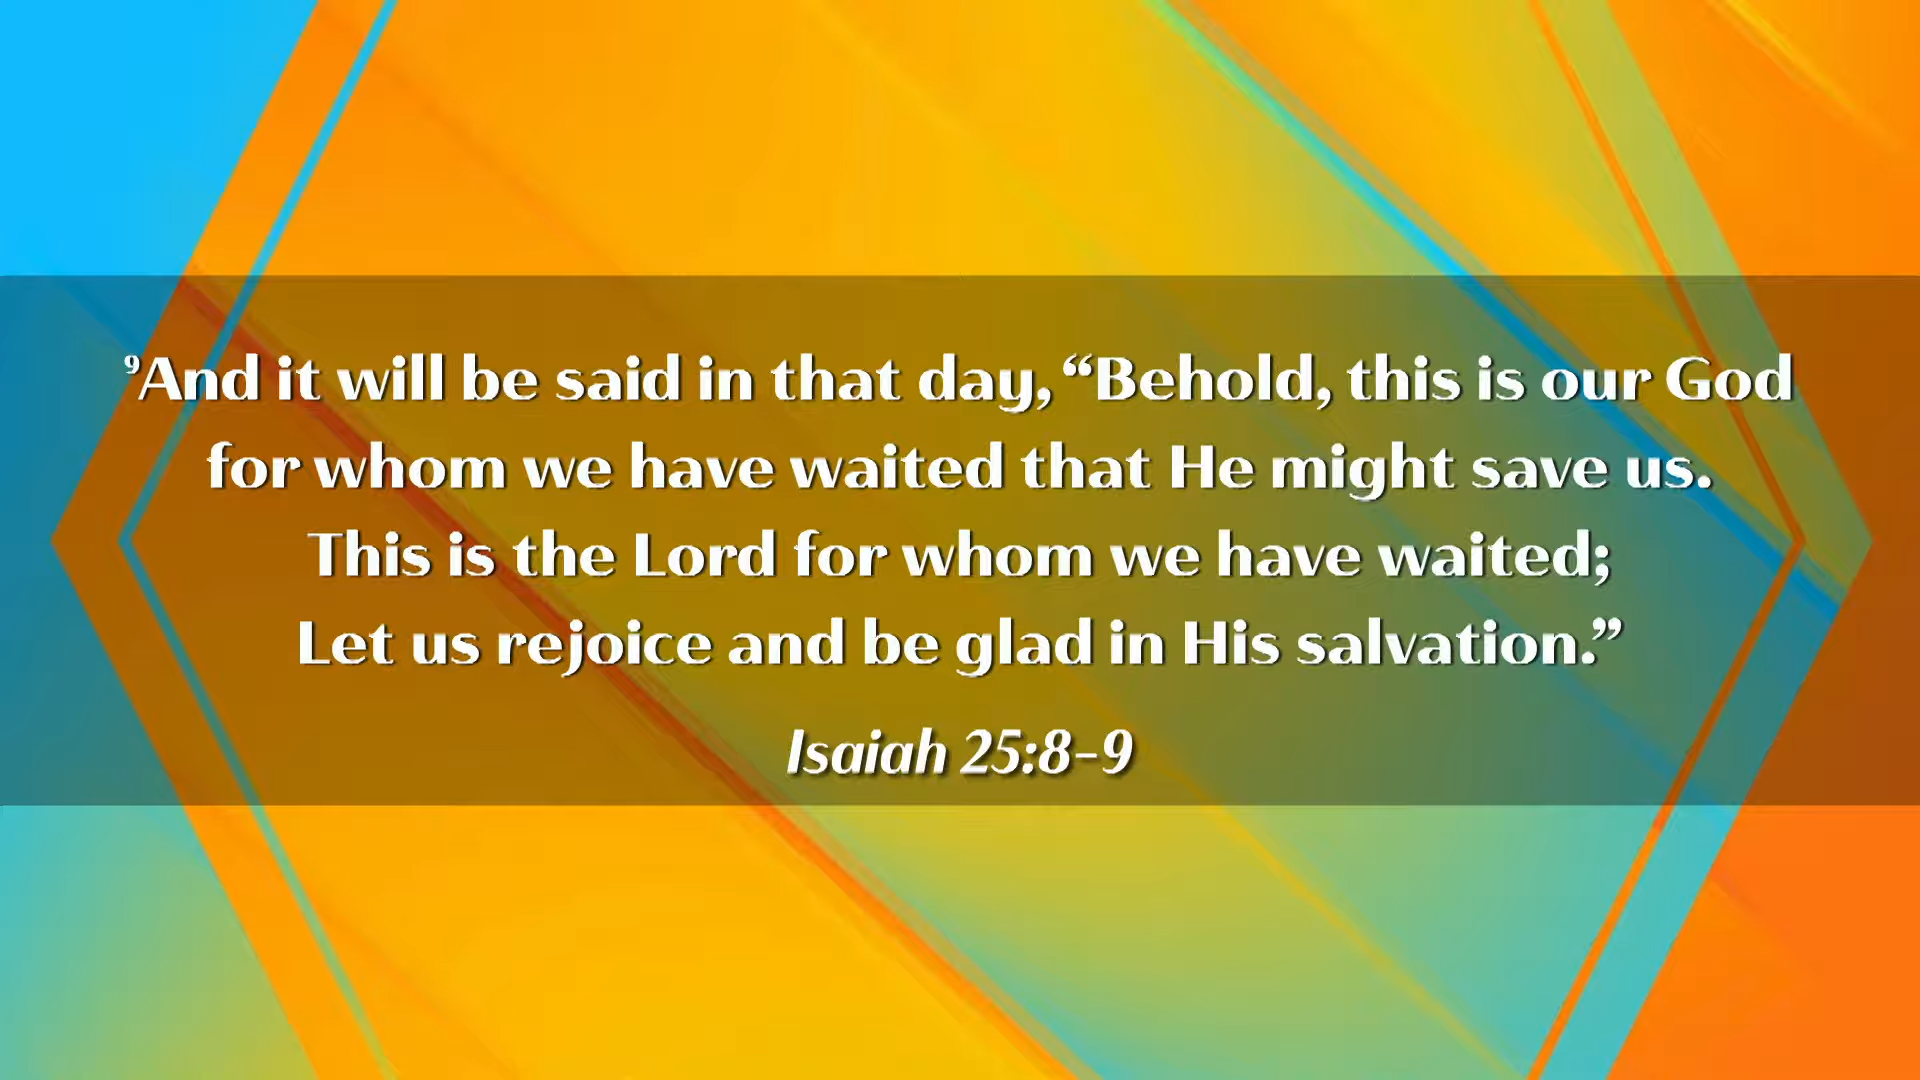 ⁹And it will be said in that day, “Behold, this is our God
for whom we have waited that He might save us.
This is the Lord for whom we have waited;
Let us rejoice and be glad in His salvation.”
Isaiah 25:8-9